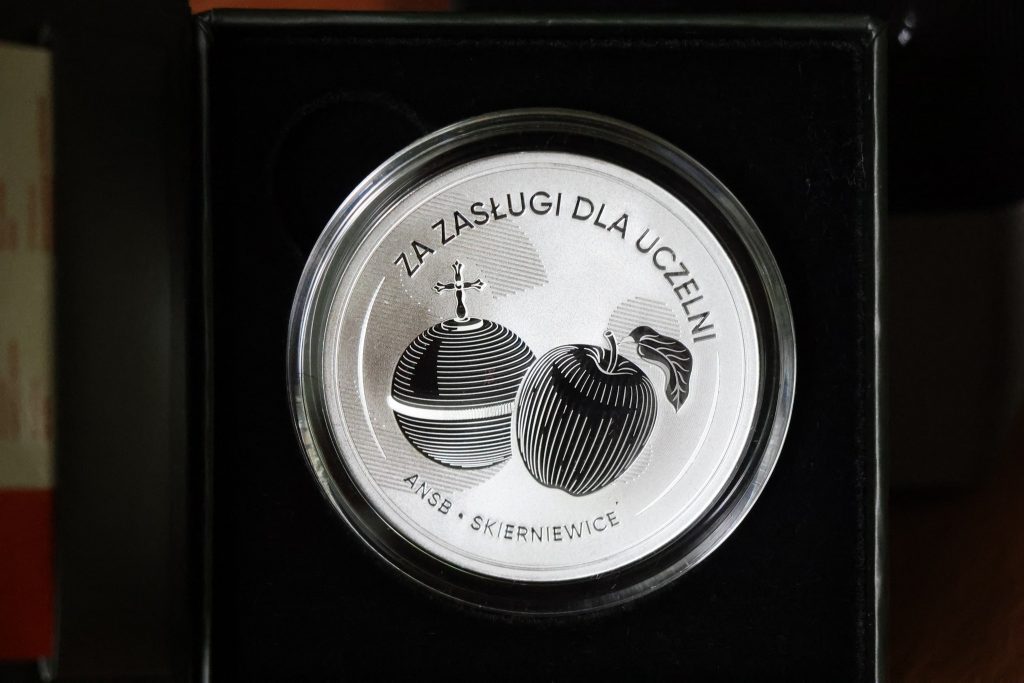 ZA ZASŁUGI DLA UCZELNI
ANSB • SKIERNIEWICE